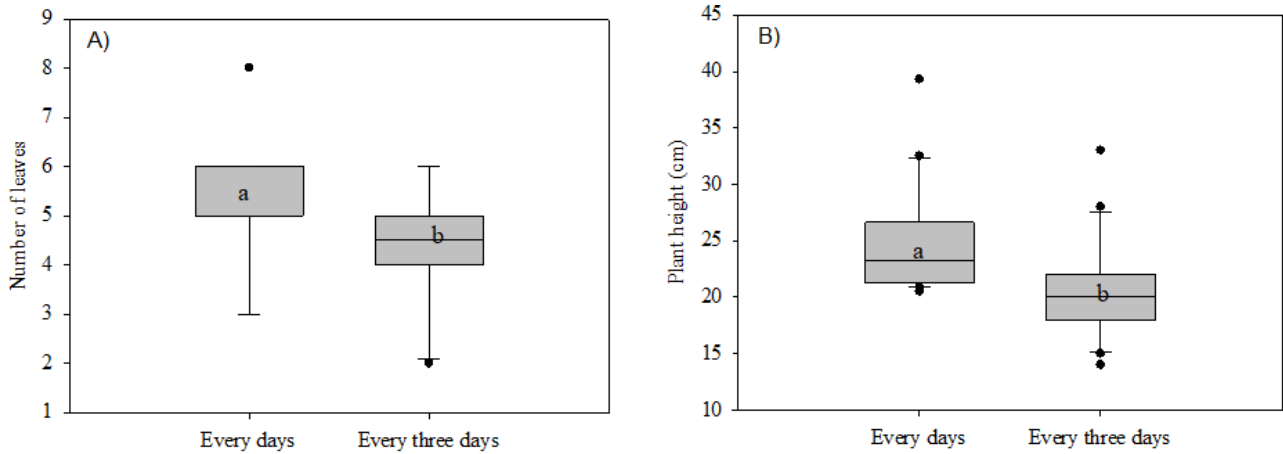 A)
Number of leaves
9
8
7
6
5
4
3
2
1
a
b
Every days
Every three days
B)
Plant height (cm)
45
40
35
30
25
20
15
10
a
b
Every days
Every three days